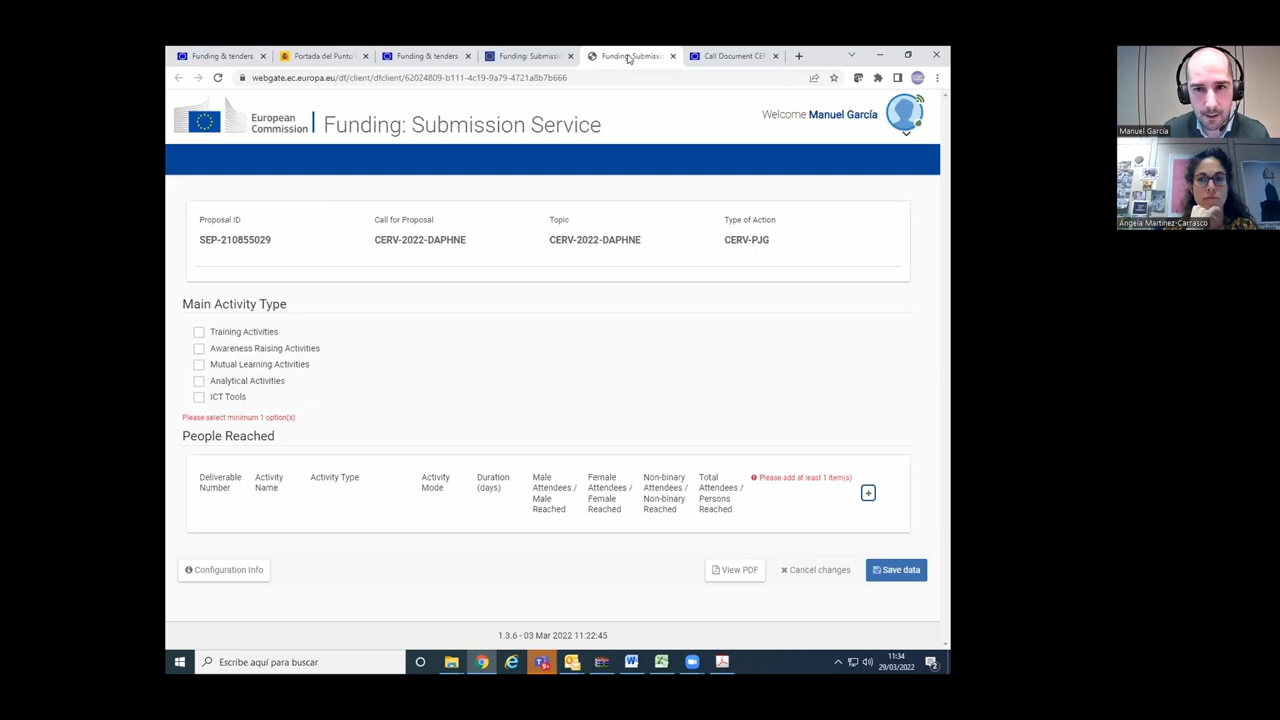 Funding & tenders
Portada del Punto
Funding & tenders
Funding: Submissio
Funding: Submissio
Call Document CE
webgate.ec.europa.eu/df/client/dfclient/62024809-b111-4c19-9a79-4721a8b7b666
European
Commission
Funding: Submission Service
Welcome Manuel García
Proposal ID
Call for Proposal
Topic
Type of Action
SEP-210855029
CERV-2022-DAPHNE
CERV-2022-DAPHNE
CERV-PJG
Main Activity Type
Training Activities
Awareness Raising Activities
Mutual Learning Activities
Analytical Activities
ICT Tools
Please select minimum 1 option(s)
People Reached
Deliverable
Number
Activity
Name
Activity Type
Activity
Mode
Duration
(days)
Male
Attendees /
Male
Reached
Female
Attendees /
Female
Reached
Non-binary
Attendees /
Non-binary
Reached
Total
Attendees /
Persons
Reached
Please add at least 1 item(s)
Configuration Info
View PDF
Cancel changes
Save data
1.3.6 - 03 Mar 2022 11:22:45
Escribe aquí para buscar
11:34
29/03/2022
Manuel García
Ángela Martínez-Carrasco